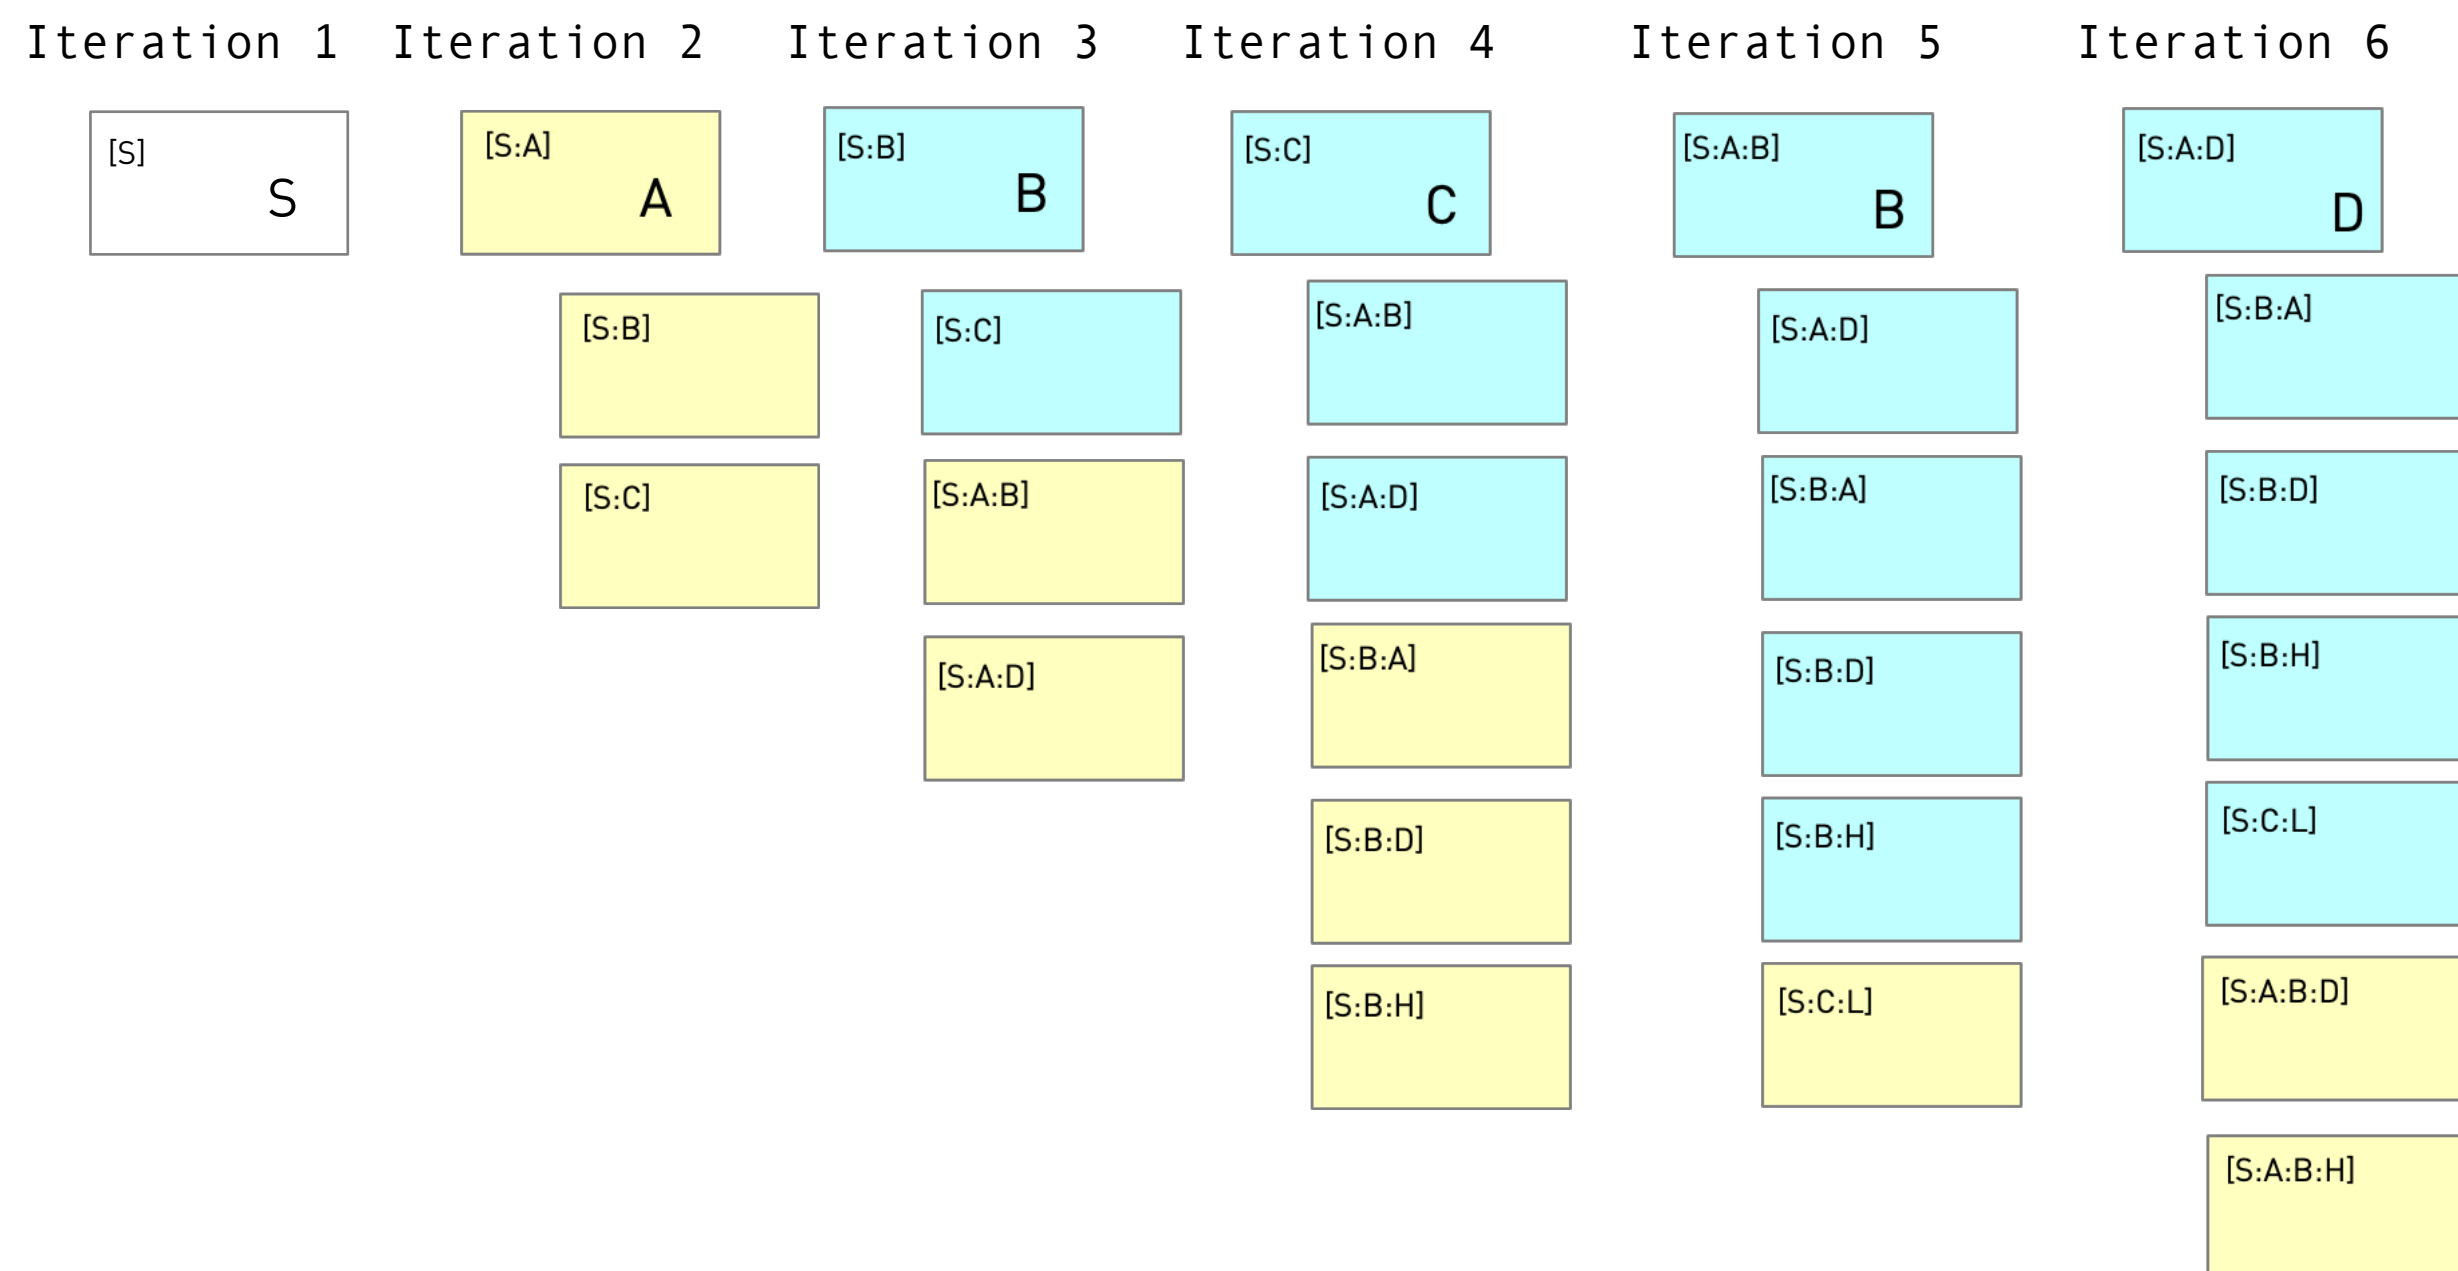 Iteration 1 Iteration 2 Iteration 3 Iteration 4 Iteration 5 Iteration 6
[S]
S
[S:A]
A
[S:B]
[S:C]
[S:B]
B
[S:C]
[S:A:B]
[S:A:D]
[S:C]
C
[S:A:B]
[S:A:D]
[S:B:A]
[S:B:D]
[S:B:H]
[S:A:B]
B
[S:A:D]
[S:B:A]
[S:B:D]
[S:B:H]
[S:C:L]
[S:A:D]
D
[S:B:A]
[S:B:D]
[S:B:H]
[S:C:L]
[S:A:B:D]
[S:A:B:H]